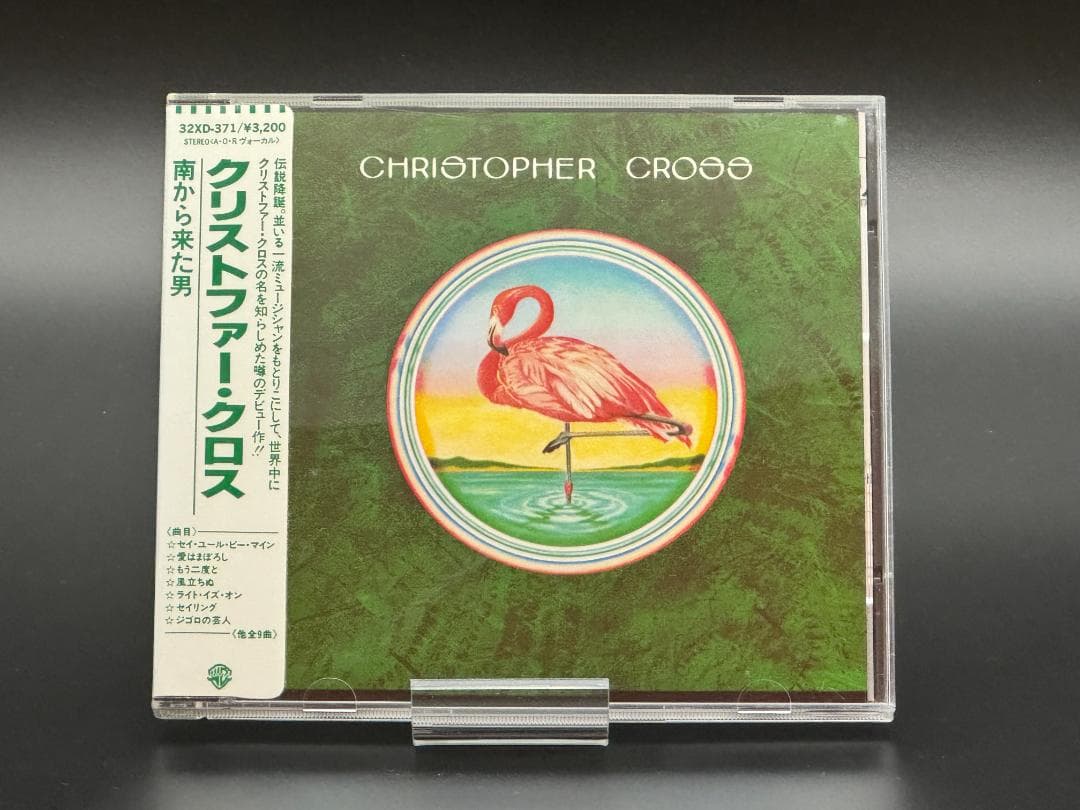 32XD-371/¥3,200
STEREO〈A・O・R ヴォーカル〉
伝説降誕。並いる一流ミュージシャンをもとりこにして、世界中に
クリストファー・クロスの名を知らしめた噂のデビュー作!!
クリストファー・クロス
南から来た男
〈曲目〉
☆セイ・ユール・ビー・マイン
☆愛はまぼろし
☆もう二度と
☆風立ちぬ
☆ライト・イズ・オン
☆セイリング
☆ジゴロの芸人
〈他全9曲〉
CHRISTOPHER CROSS